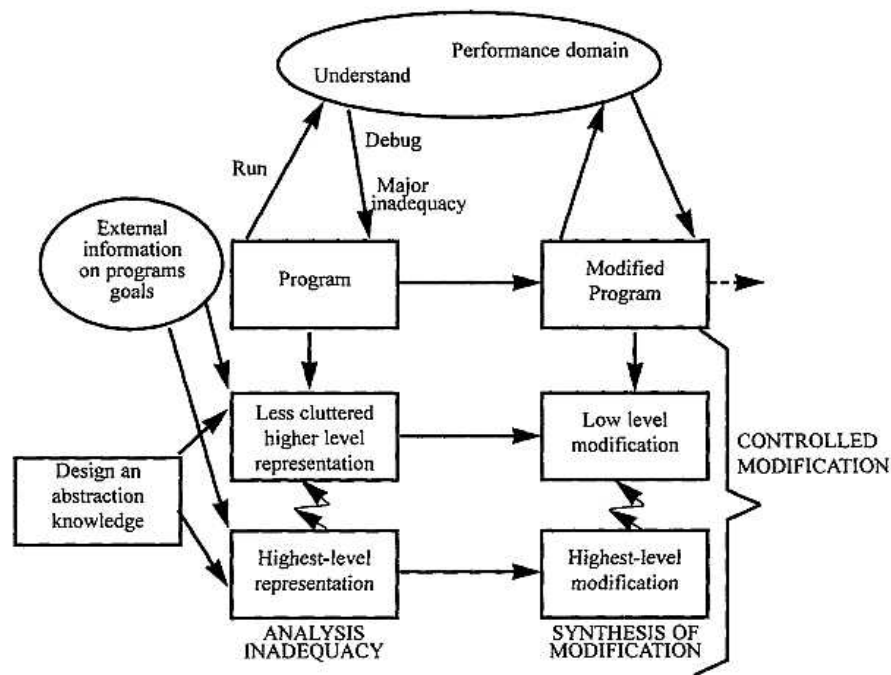 Performance domain
Understand
Debug
Run
Major
inadequacy
External
information
on programs
goals
Program
Modified
Program
Less cluttered
higher level
representation
Low level
modification
CONTROLLED
MODIFICATION
Design an
abstraction
knowledge
Highest-level
representation
Highest-level
modification
ANALYSIS
INADEQUACY
SYNTHESIS OF
MODIFICATION